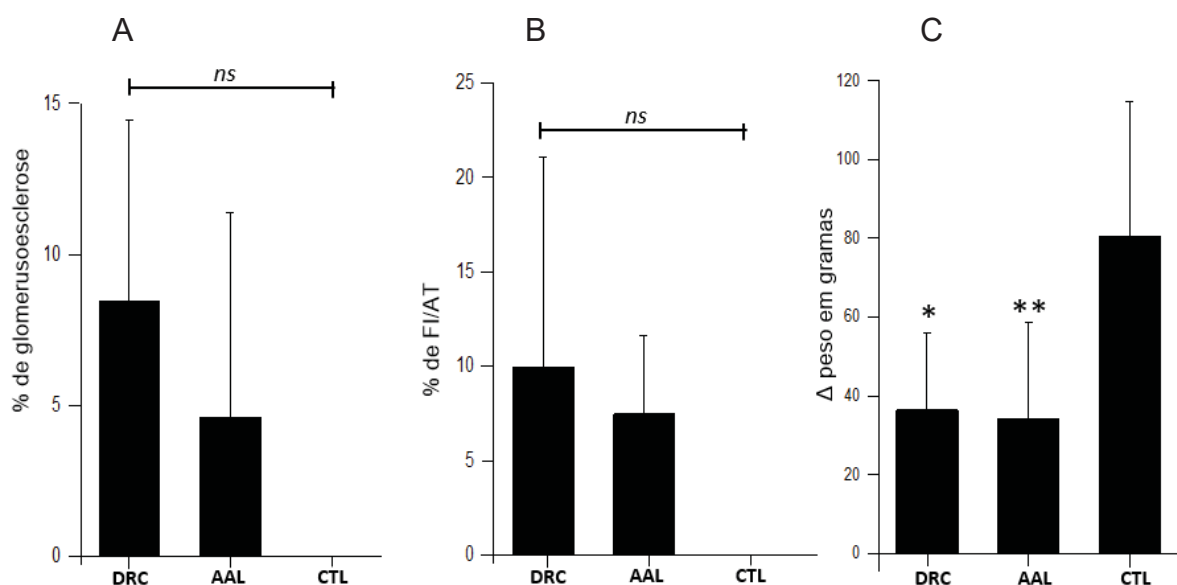 A
ns
% de glomerusoesclerose
15
10
5
0
DRC AAL CTL
B
ns
% de FI/AT
25
20
15
10
5
0
DRC AAL CTL
C
Δ peso em gramas
120
100
80
60
40
20
0
* **
DRC AAL CTL